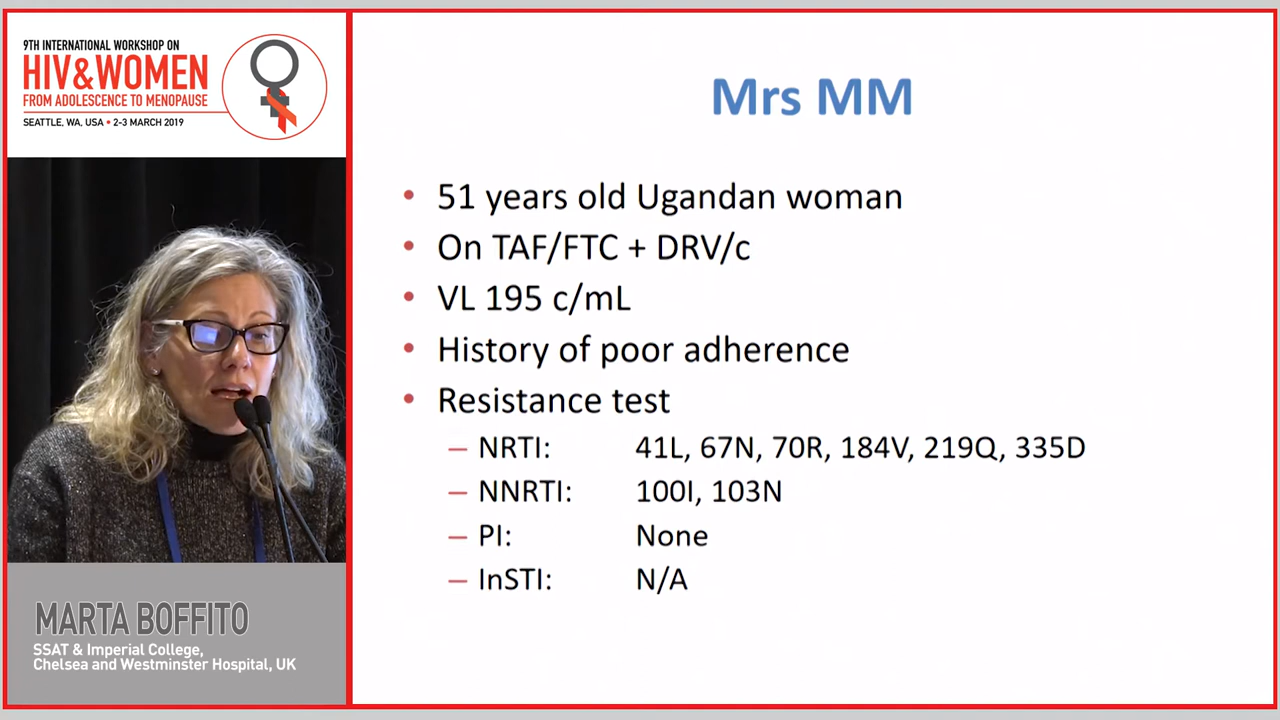 9TH INTERNATIONAL WORKSHOP ON
HIV&WOMEN
FROM ADOLESCENCE TO MENOPAUSE
SEATTLE, WA, USA • 2-3 MARCH 2019
MARTA BOFFITO
SSAT & Imperial College,
Chelsea and Westminster Hospital, UK
Mrs MM
• 51 years old Ugandan woman
• On TAF/FTC + DRV/c
• VL 195 c/mL
• History of poor adherence
• Resistance test
– NRTI: 41L, 67N, 70R, 184V, 219Q, 335D
– NNRTI: 100I, 103N
– PI: None
– InSTI: N/A